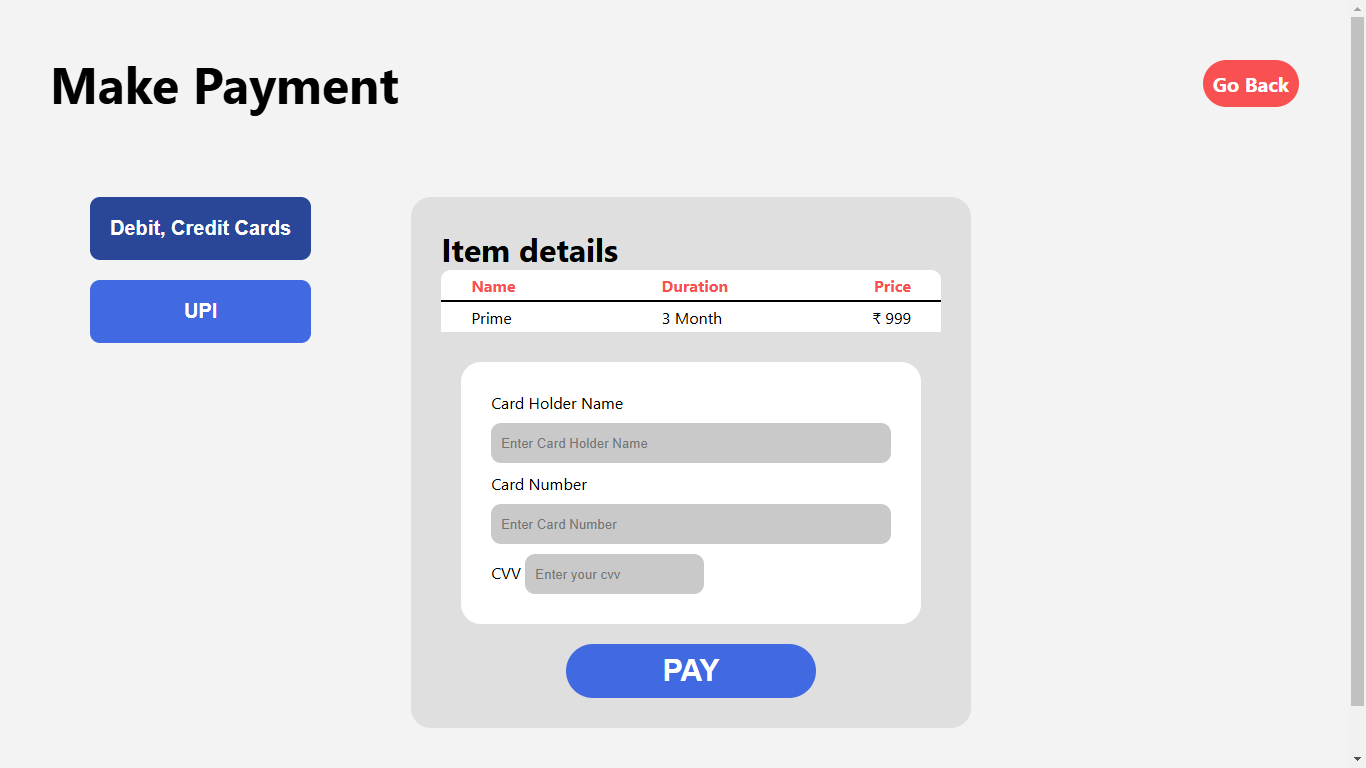 Make Payment
Go Back
Debit, Credit Cards
UPI
Item details
Name Duration Price
Prime 3 Month ₹ 999
Card Holder Name
Enter Card Holder Name
Card Number
Enter Card Number
CVV Enter your cvv
PAY